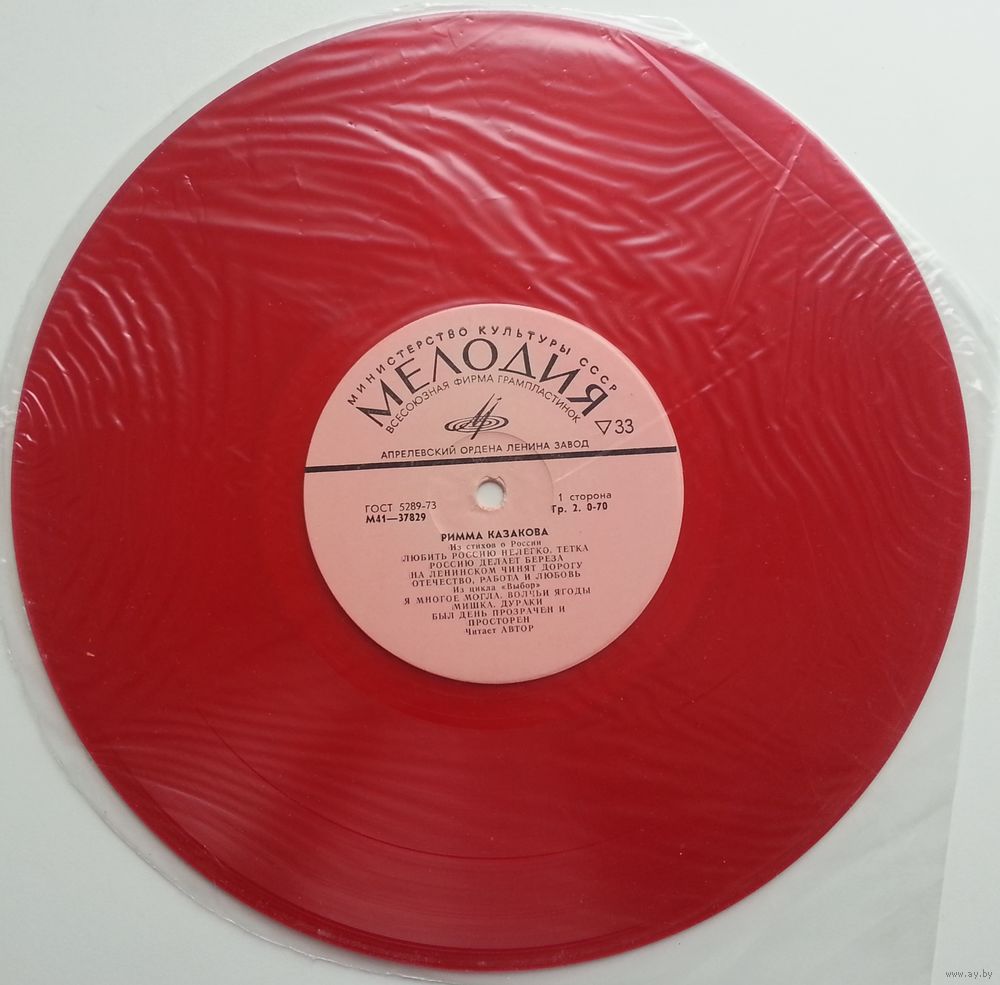 МИНИСТЕРСТВО КУЛЬТУРЫ СССР
МЕЛОДИЯ
ВСЕСОЮЗНАЯ ФИРМА ГРАМПЛАСТИНОК
▽33
АПРЕЛЕВСКИЙ ОРДЕНА ЛЕНИНА ЗАВОД
ГОСТ 5289-73
М41—37829
1 сторона
Гр. 2. 0-70
РИММА КАЗАКОВА
Из стихов о России
ЛЮБИТЬ РОССИЮ НЕЛЕГКО, ТЕТКА
РОССИЮ ДЕЛАЕТ БЕРЕЗА
НА ЛЕНИНСКОМ ЧИНЯТ ДОРОГУ
ОТЕЧЕСТВО, РАБОТА И ЛЮБОВЬ
Из цикла «Выбор»
Я МНОГОЕ МОГЛА, ВОЛЧЬИ ЯГОДЫ
МИШКА, ДУРАКИ
БЫЛ ДЕНЬ ПРОЗРАЧЕН И
ПРОСТОРЕН
Читает АВТОР
www.ay.by